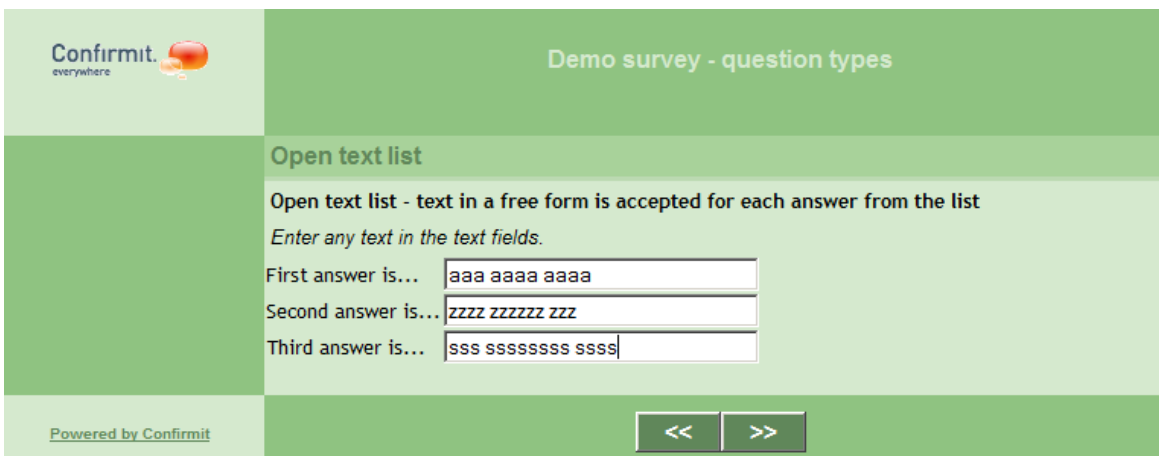 Confirmit.
everywhere
Demo survey - question types
Open text list
Open text list - text in a free form is accepted for each answer from the list
Enter any text in the text fields.
First answer is... aaa aaaa aaaa
Second answer is... zzzz zzzzzz zzz
Third answer is... sss ssssssss ssss
Powered by Confirmit
<< >>